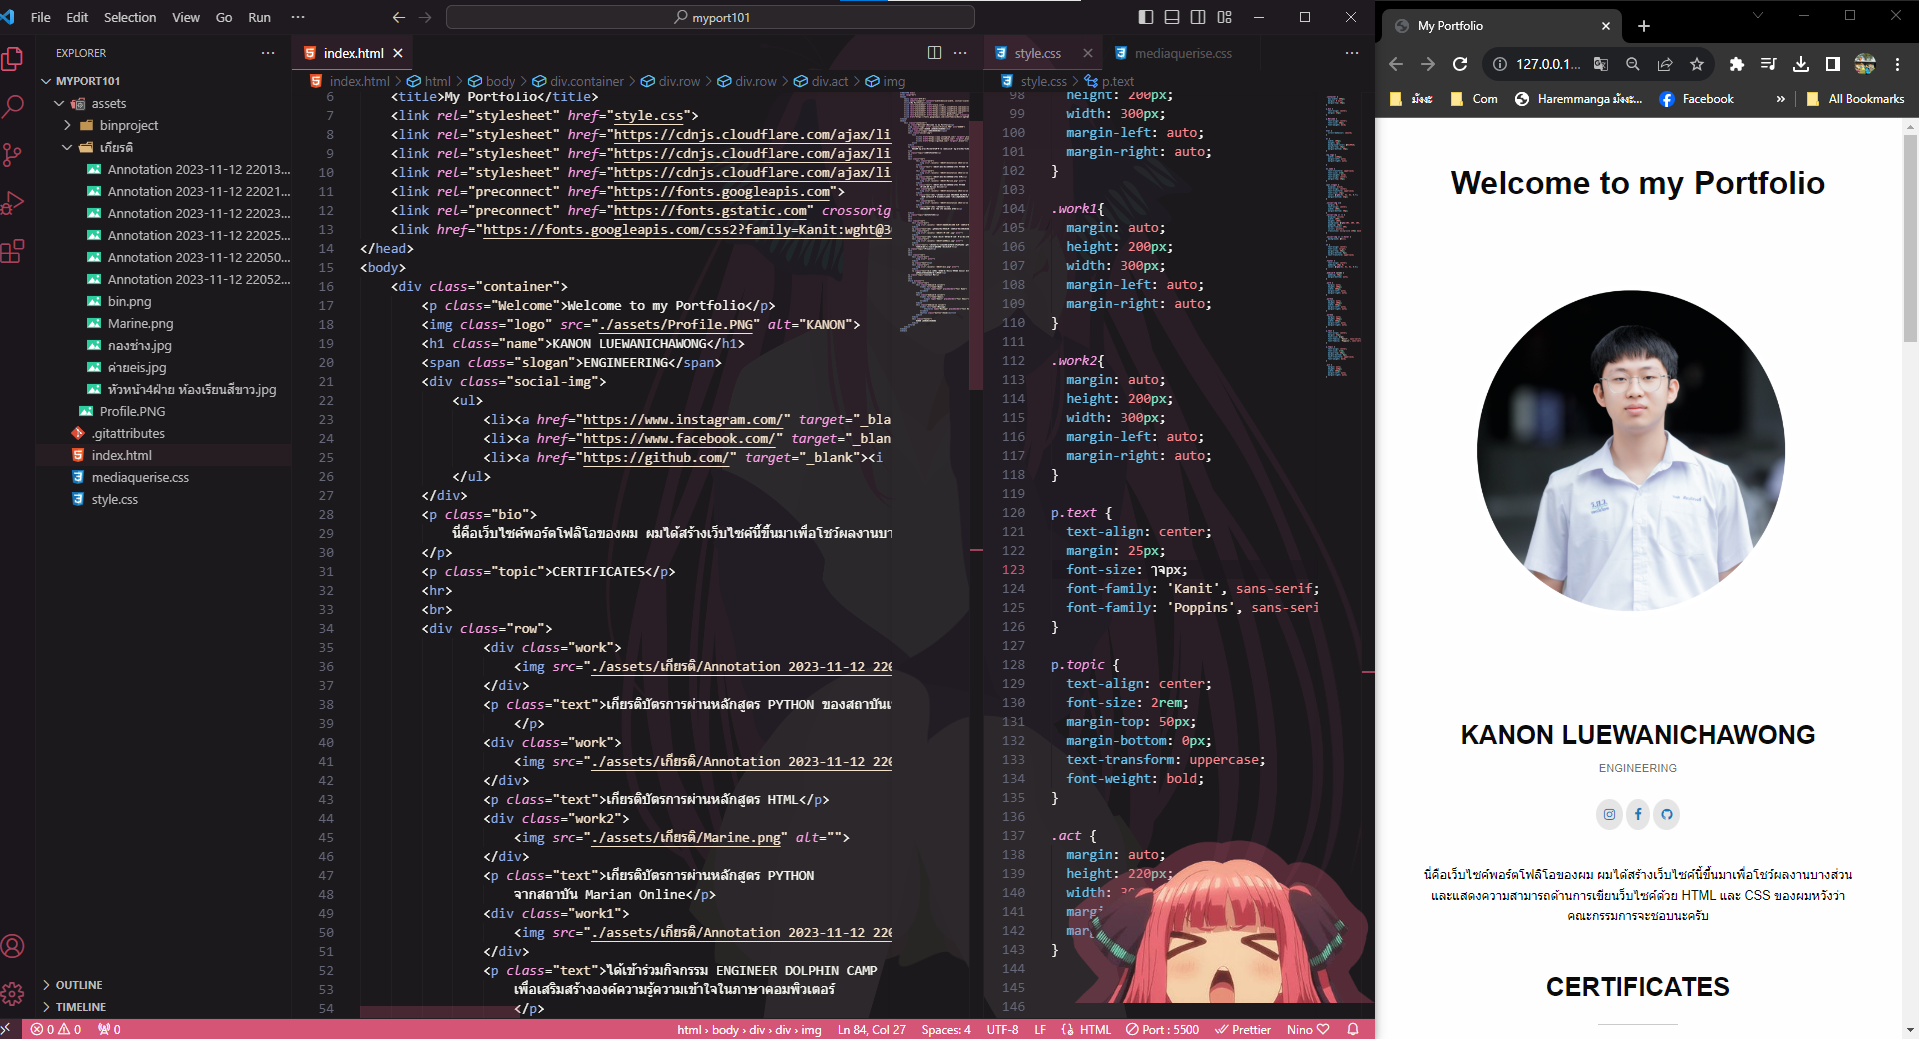 File Edit Selection View Go Run ···
myport101
EXPLORER ···
MYPORT101
assets
binproject
เกียรติ
Annotation 2023-11-12 22013...
Annotation 2023-11-12 22021...
Annotation 2023-11-12 22023...
Annotation 2023-11-12 22025...
Annotation 2023-11-12 22050...
Annotation 2023-11-12 22052...
bin.png
Marine.png
กองช่าง.jpg
ค่ายeis.jpg
หัวหน้า4ฝ่าย ห้องเรียนสีขาว.jpg
Profile.PNG
.gitattributes
index.html
mediaquerise.css
style.css
OUTLINE
TIMELINE
index.html
index.html > html > body > div.container > div.row > div.row > div.act > img
6 <title>My Portfolio</title>
7 <link rel="stylesheet" href="style.css">
8 <link rel="stylesheet" href="https://cdnjs.cloudflare.com/ajax/li
9 <link rel="stylesheet" href="https://cdnjs.cloudflare.com/ajax/li
10 <link rel="stylesheet" href="https://cdnjs.cloudflare.com/ajax/li
11 <link rel="preconnect" href="https://fonts.googleapis.com">
12 <link rel="preconnect" href="https://fonts.gstatic.com" crossorig
13 <link href="https://fonts.googleapis.com/css2?family=Kanit:wght@30
14 </head>
15 <body>
16 <div class="container">
17 <p class="Welcome">Welcome to my Portfolio</p>
18 <img class="logo" src="./assets/Profile.PNG" alt="KANON">
19 <h1 class="name">KANON LUEWANICHAWONG</h1>
20 <span class="slogan">ENGINEERING</span>
21 <div class="social-img">
22 <ul>
23 <li><a href="https://www.instagram.com/" target="_bla
24 <li><a href="https://www.facebook.com/" target="_blan
25 <li><a href="https://github.com/" target="_blank"><i
26 </ul>
27 </div>
28 <p class="bio">
29 นี่คือเว็บไซค์พอร์ตโฟลิโอของผม ผมได้สร้างเว็บไซค์นี้ขึ้นมาเพื่อโชว์ผลงานบา
30 </p>
31 <p class="topic">CERTIFICATES</p>
32 <hr>
33 <br>
34 <div class="row">
35 <div class="work">
36 <img src="./assets/เกียรติ/Annotation 2023-11-12 220
37 </div>
38 <p class="text">เกียรติบัตรการผ่านหลักสูตร PYTHON ของสถาบัน
39 </p>
40 <div class="work">
41 <img src="./assets/เกียรติ/Annotation 2023-11-12 220
42 </div>
43 <p class="text">เกียรติบัตรการผ่านหลักสูตร HTML</p>
44 <div class="work2">
45 <img src="./assets/เกียรติ/Marine.png" alt="">
46 </div>
47 <p class="text">เกียรติบัตรการผ่านหลักสูตร PYTHON
48 จากสถาบัน Marian Online</p>
49 <div class="work1">
50 <img src="./assets/เกียรติ/Annotation 2023-11-12 220
51 </div>
52 <p class="text">ได้เข้าร่วมกิจกรรม ENGINEER DOLPHIN CAMP
53 เพื่อเสริมสร้างองค์ความรู้ความเข้าใจในภาษาคอมพิวเตอร์
54 </p>
style.css mediaquerise.css
style.css > p.text
98 height: 200px;
99 width: 300px;
100 margin-left: auto;
101 margin-right: auto;
102 }
103
104 .work1{
105 margin: auto;
106 height: 200px;
107 width: 300px;
108 margin-left: auto;
109 margin-right: auto;
110 }
111
112 .work2{
113 margin: auto;
114 height: 200px;
115 width: 300px;
116 margin-left: auto;
117 margin-right: auto;
118 }
119
120 p.text {
121 text-align: center;
122 margin: 25px;
123 font-size: ๅจpx;
124 font-family: 'Kanit', sans-serif;
125 font-family: 'Poppins', sans-seri
126 }
127
128 p.topic {
129 text-align: center;
130 font-size: 2rem;
131 margin-top: 50px;
132 margin-bottom: 0px;
133 text-transform: uppercase;
134 font-weight: bold;
135 }
136
137 .act {
138 margin: auto;
139 height: 220px;
140 width: 3
141 marg
142 mar
143 }
144
145
146
0 0 0 html › body › div › div › img Ln 84, Col 27 Spaces: 4 UTF-8 LF HTML Port : 5500 Prettier Nino
My Portfolio
127.0.0.1...
มังงะ Com Haremmanga มังงะ... Facebook » All Bookmarks
Welcome to my Portfolio
KANON LUEWANICHAWONG
ENGINEERING
นี่คือเว็บไซค์พอร์ตโฟลิโอของผม ผมได้สร้างเว็บไซค์นี้ขึ้นมาเพื่อโชว์ผลงานบางส่วน
และแสดงความสามารถด้านการเขียนว็บไซค์ด้วย HTML และ CSS ของผมหวังว่า
คณะกรรมการจะชอบนะครับ
CERTIFICATES